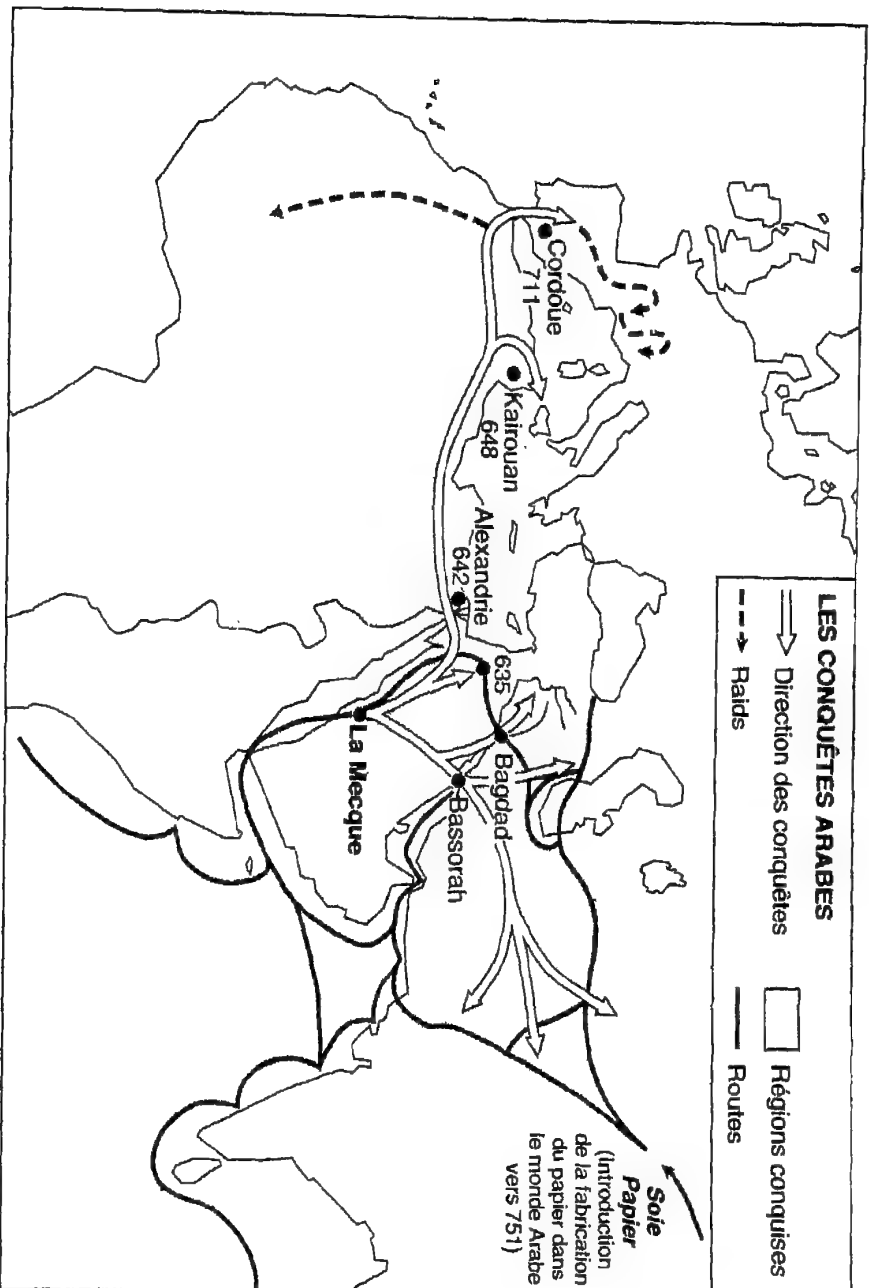 LES CONQUÊTES ARABES
Direction des conquêtes
Régions conquises
Raids
Routes
Cordoue
711
Kairouan
648
Alexandrie
642
635
Bagdad
Bassorah
La Mecque
Soie
Papier
(Introduction
de la fabrication
du papier dans
le monde Arabe
vers 751)